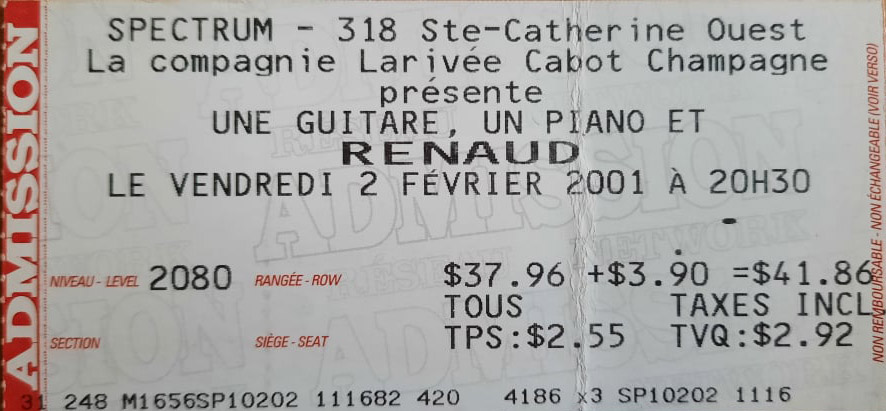 ADMISSION
SPECTRUM - 318 Ste-Catherine Ouest
La compagnie Larivée Cabot Champagne
présente
UNE GUITARE, UN PIANO ET
RENAUD
LE VENDREDI 2 FÉVRIER 2001 À 20H30
NIVEAU - LEVEL 2080 RANGÉE - ROW $37.96 +$3.90 =$41.86
TOUS TAXES INCL
SECTION SIÈGE - SEAT TPS:$2.55 TVQ:$2.92
31 248 M1656SP10202 111682 420 4186 x3 SP10202 1116
NON REMBOURSABLE - NON ÉCHANGEABLE (VOIR VERSO)
ADMISSION
NETWORK
RÉSEAU
ADMISSION